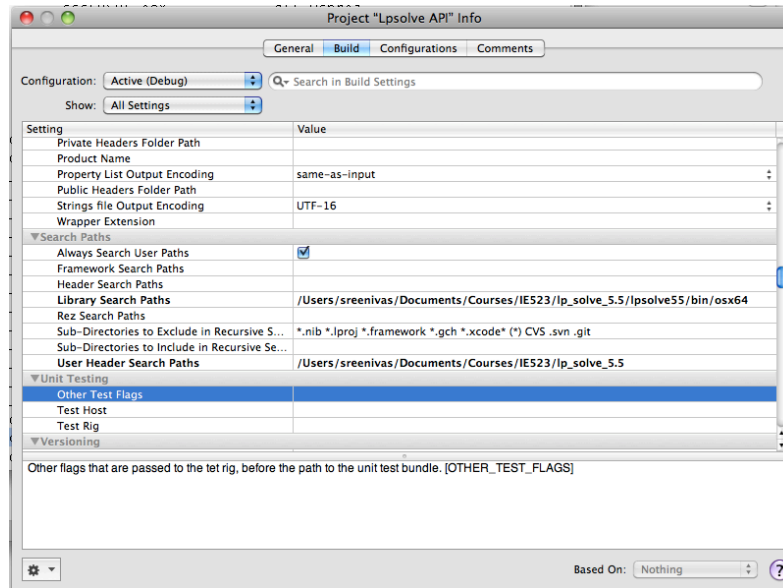 Project “Lpsolve API” Info
General Build Configurations Comments
Configuration: Active (Debug) Search in Build Settings
Show: All Settings
Setting Value
Private Headers Folder Path
Product Name
Property List Output Encoding same-as-input
Public Headers Folder Path
Strings file Output Encoding UTF-16
Wrapper Extension
Search Paths
Always Search User Paths
Framework Search Paths
Header Search Paths
Library Search Paths /Users/sreenivas/Documents/Courses/IE523/lp_solve_5.5/lpsolve55/bin/osx64
Rez Search Paths
Sub-Directories to Exclude in Recursive S... *.nib *.lproj *.framework *.gch *.xcode* (*) CVS .svn .git
Sub-Directories to Include in Recursive Se...
User Header Search Paths /Users/sreenivas/Documents/Courses/IE523/lp_solve_5.5
Unit Testing
Other Test Flags
Test Host
Test Rig
Versioning
Other flags that are passed to the tet rig, before the path to the unit test bundle. [OTHER_TEST_FLAGS]
Based On: Nothing ?